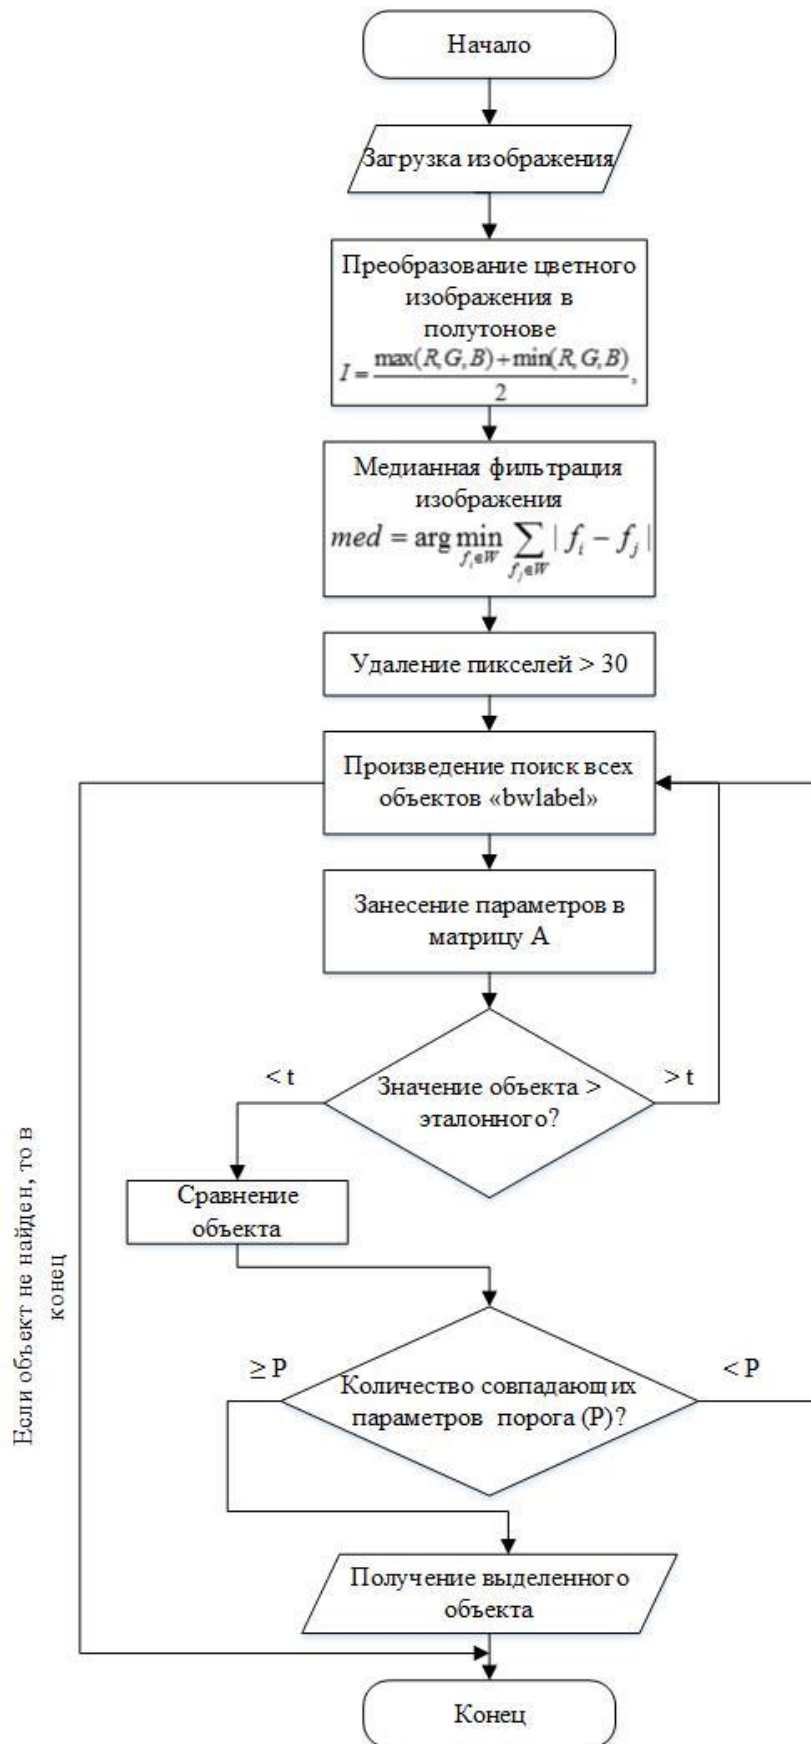 Начало
Загрузка изображения
Преобразование цветного
изображения в
полутонове
I = \frac{max(R,G,B)+min(R,G,B)}{2},
Медианная фильтрация
изображения
med = arg min_{f_i∈W} ∑_{f_j∈W} | f_i − f_j |
Удаление пикселей > 30
Произведение поиск всех
объектов «bwlabel»
Занесение параметров в
матрицу А
< t
Значение объекта >
эталонного?
> t
Сравнение
объекта
Если объект не найден, то в
конец
≥ P
Количество совпадающих
параметров порога (P)?
< P
Получение выделенного
объекта
Конец